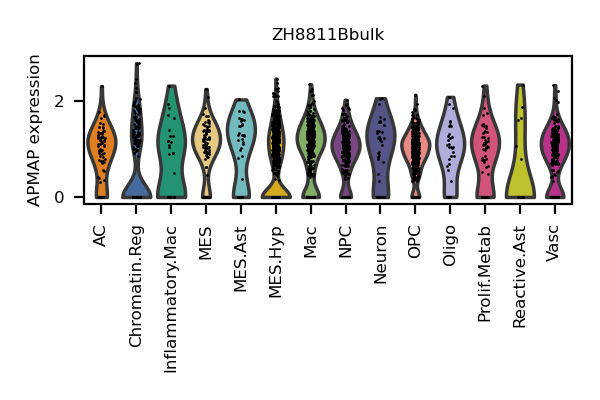 ZH8811Bbulk
APMAP expression
2
0
AC
Chromatin.Reg
Inflammatory.Mac
MES
MES.Ast
MES.Hyp
Mac
NPC
Neuron
OPC
Oligo
Prolif.Metab
Reactive.Ast
Vasc